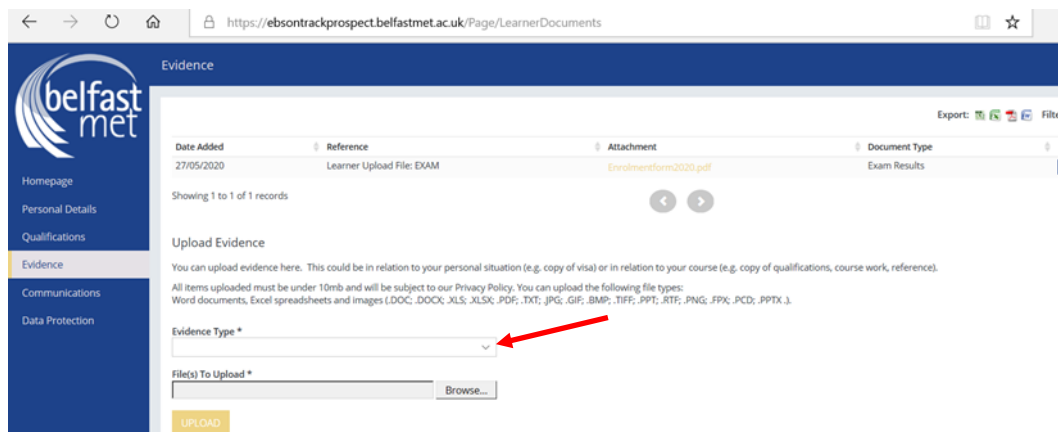 https://ebsontrackprospect.belfastmet.ac.uk/Page/LearnerDocuments
belfast
met
Evidence
Export:
Date Added Reference Attachment Document Type
27/05/2020 Learner Upload File: EXAM Enrolmentform2020.pdf Exam Results
Showing 1 to 1 of 1 records
Homepage
Personal Details
Qualifications
Evidence
Communications
Data Protection
Upload Evidence
You can upload evidence here. This could be in relation to your personal situation (e.g. copy of visa) or in relation to your course (e.g. copy of qualifications, course work, reference).
All items uploaded must be under 10mb and will be subject to our Privacy Policy. You can upload the following file types:
Word documents, Excel spreadsheets and images (.DOC; .DOCX; .XLS; .XLSX; .PDF; .TXT; .JPG; .GIF; .BMP; .TIFF; .PPT; .RTF; .PNG; .FPX; .PCD; .PPTX .).
Evidence Type *
File(s) To Upload *
Browse...
UPLOAD